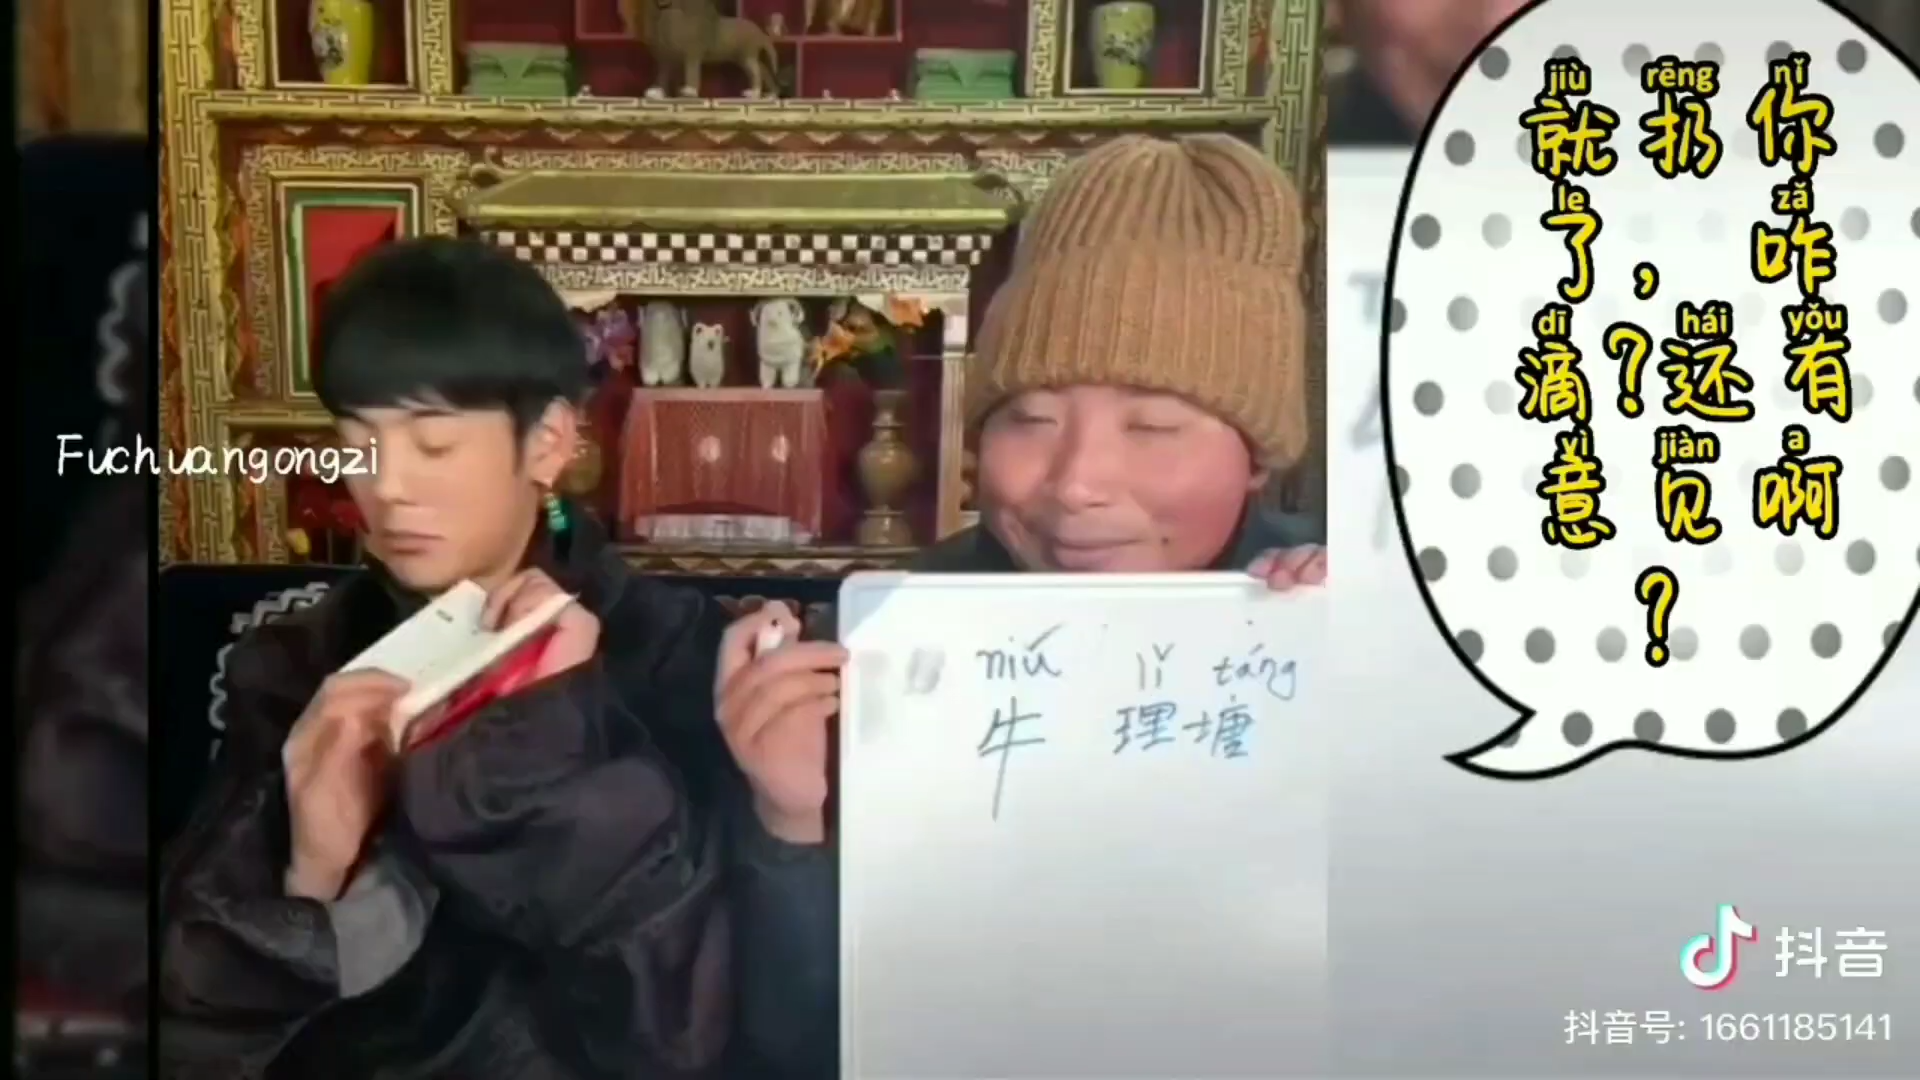 jiù rēng nǐ
就扔你
le zǎ
了，咋
dī hái yǒu
滴？还有
yì jiàn a
意见啊
？
Fuchuangongzi
niú lǐ táng
牛 理塘
抖音
抖音号: 1661185141